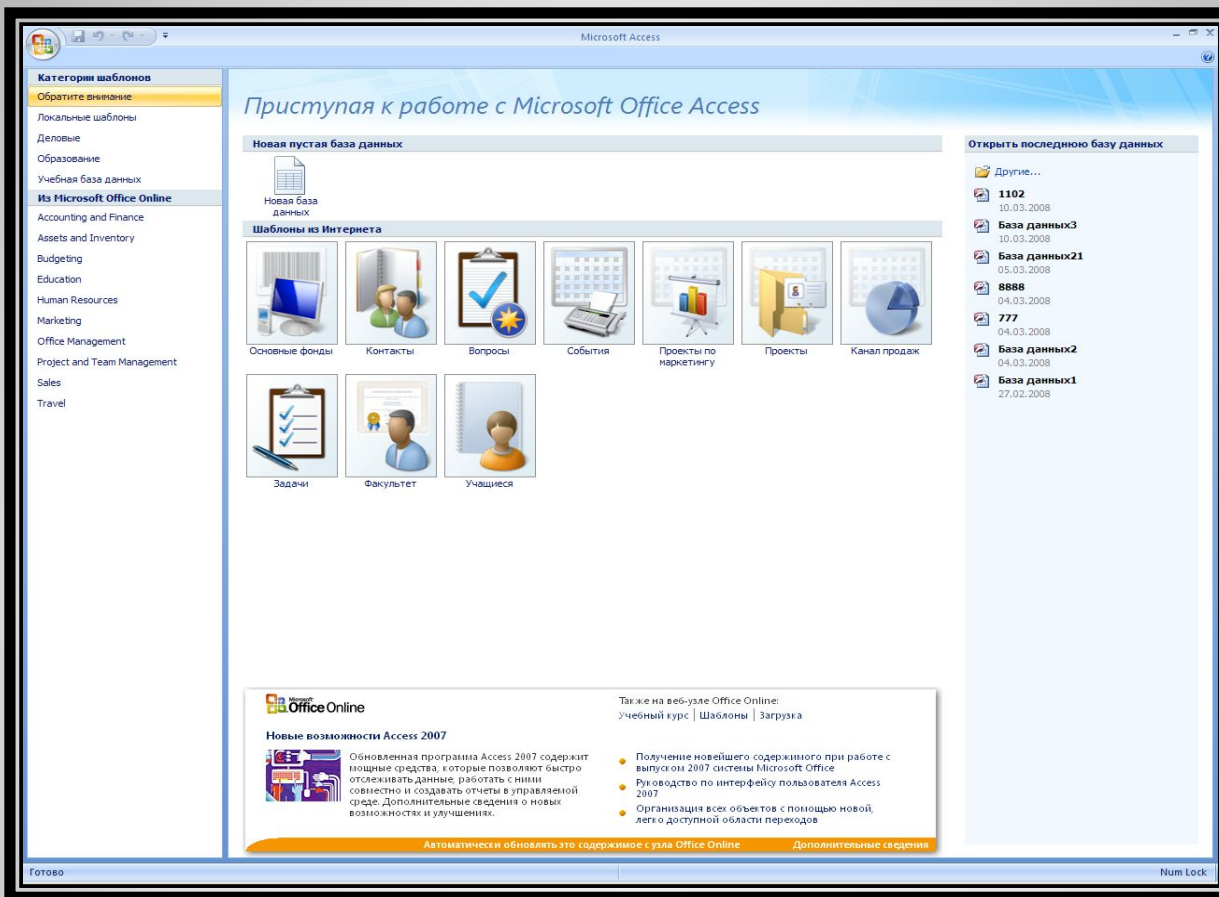 Microsoft Access
Категории шаблонов
Обратите внимание
Локальные шаблоны
Деловые
Образование
Учебная база данных
Из Microsoft Office Online
Accounting and Finance
Assets and Inventory
Budgeting
Education
Human Resources
Marketing
Office Management
Project and Team Management
Sales
Travel
Приступая к работе с Microsoft Office Access
Новая пустая база данных
Новая база
данных
Шаблоны из Интернета
Основные фонды
Контакты
Вопросы
События
Проекты по
маркетингу
Проекты
Канал продаж
Задачи
Факультет
Учащиеся
Microsoft
Office Online
Новые возможности Access 2007
Обновленная программа Access 2007 содержит
мощные средства, которые позволяют быстро
отслеживать данные, работать с ними
совместно и создавать отчеты в управляемой
среде. Дополнительные сведения о новых
возможностях и улучшениях.
Также на веб-узле Office Online:
Учебный курс | Шаблоны | Загрузка
Получение новейшего содержимого при работе с
выпуском 2007 системы Microsoft Office
Руководство по интерфейсу пользователя Access
2007
Организация всех объектов с помощью новой,
легко доступной области переходов
Автоматически обновлять это содержимое с узла Office Online
Дополнительные сведения
Открыть последнюю базу данных
Другие...
1102
10.03.2008
База данных3
10.03.2008
База данных21
05.03.2008
8888
04.03.2008
777
04.03.2008
База данных2
04.03.2008
База данных1
27.02.2008
Готово
Num Lock